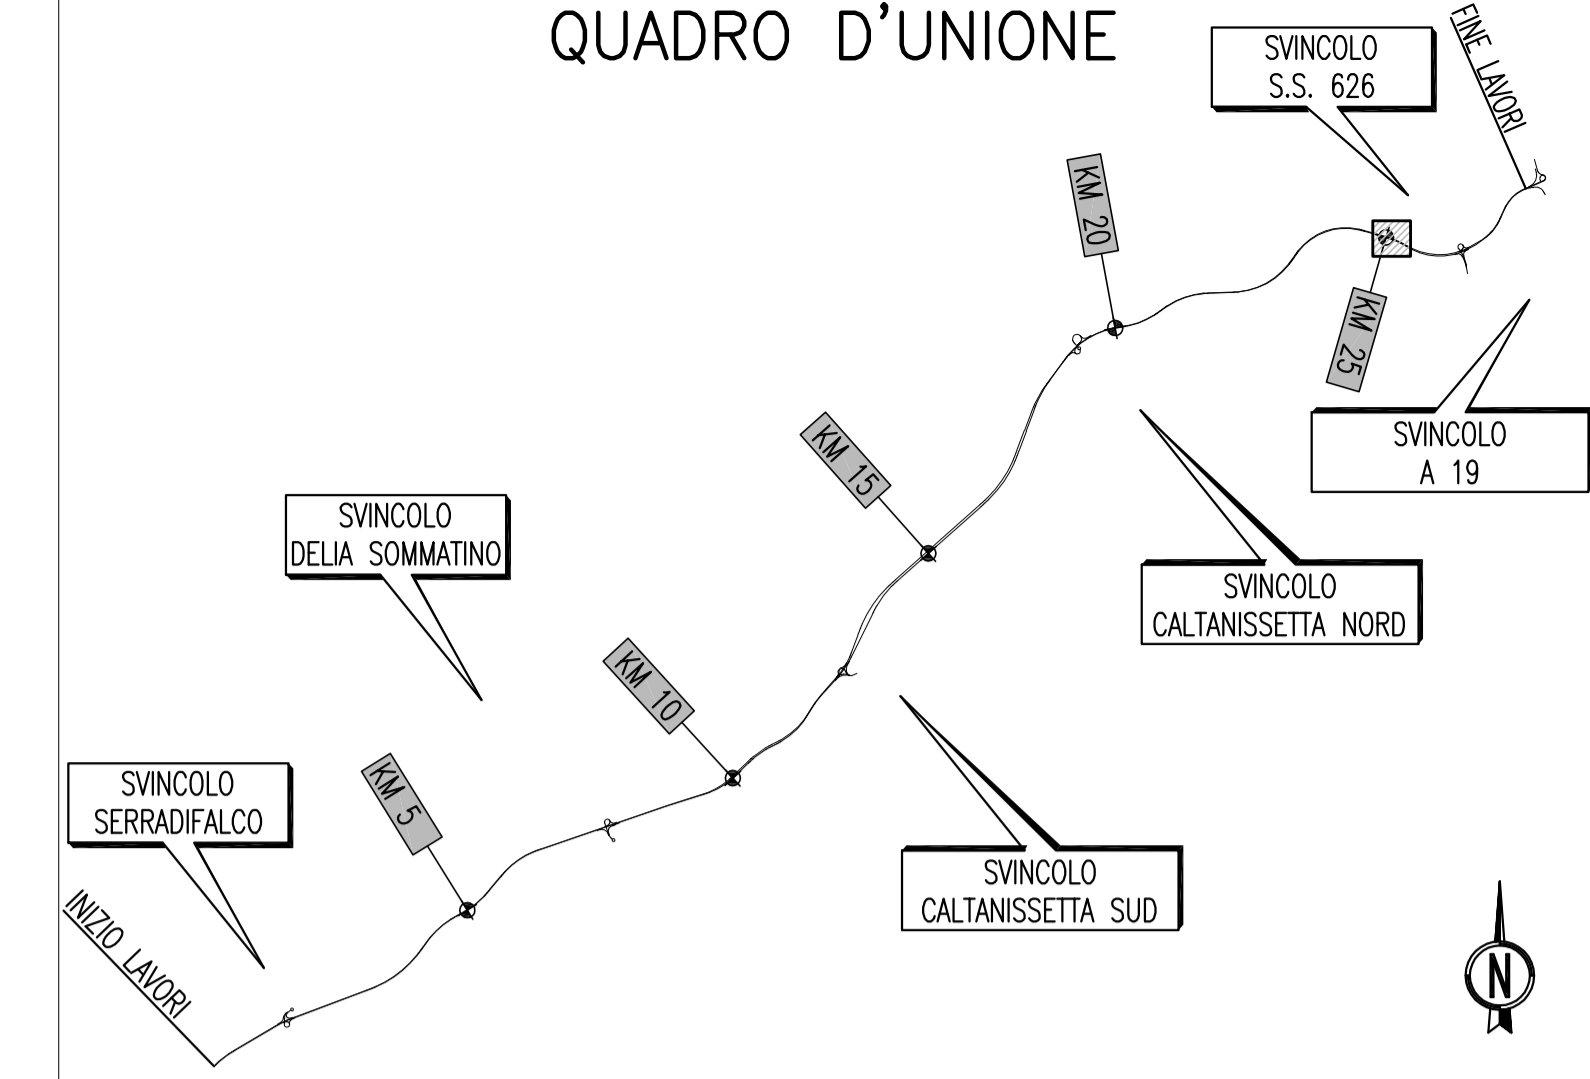 QUADRO D'UNIONE
SVINCOLO
S.S. 626
FINE LAVORI
KM 20
KM 25
SVINCOLO
A 19
KM 15
SVINCOLO
DELIA SOMMATINO
SVINCOLO
CALTANISSETTA NORD
KM 10
KM 5
SVINCOLO
SERRADIFALCO
SVINCOLO
CALTANISSETTA SUD
INIZIO LAVORI
N